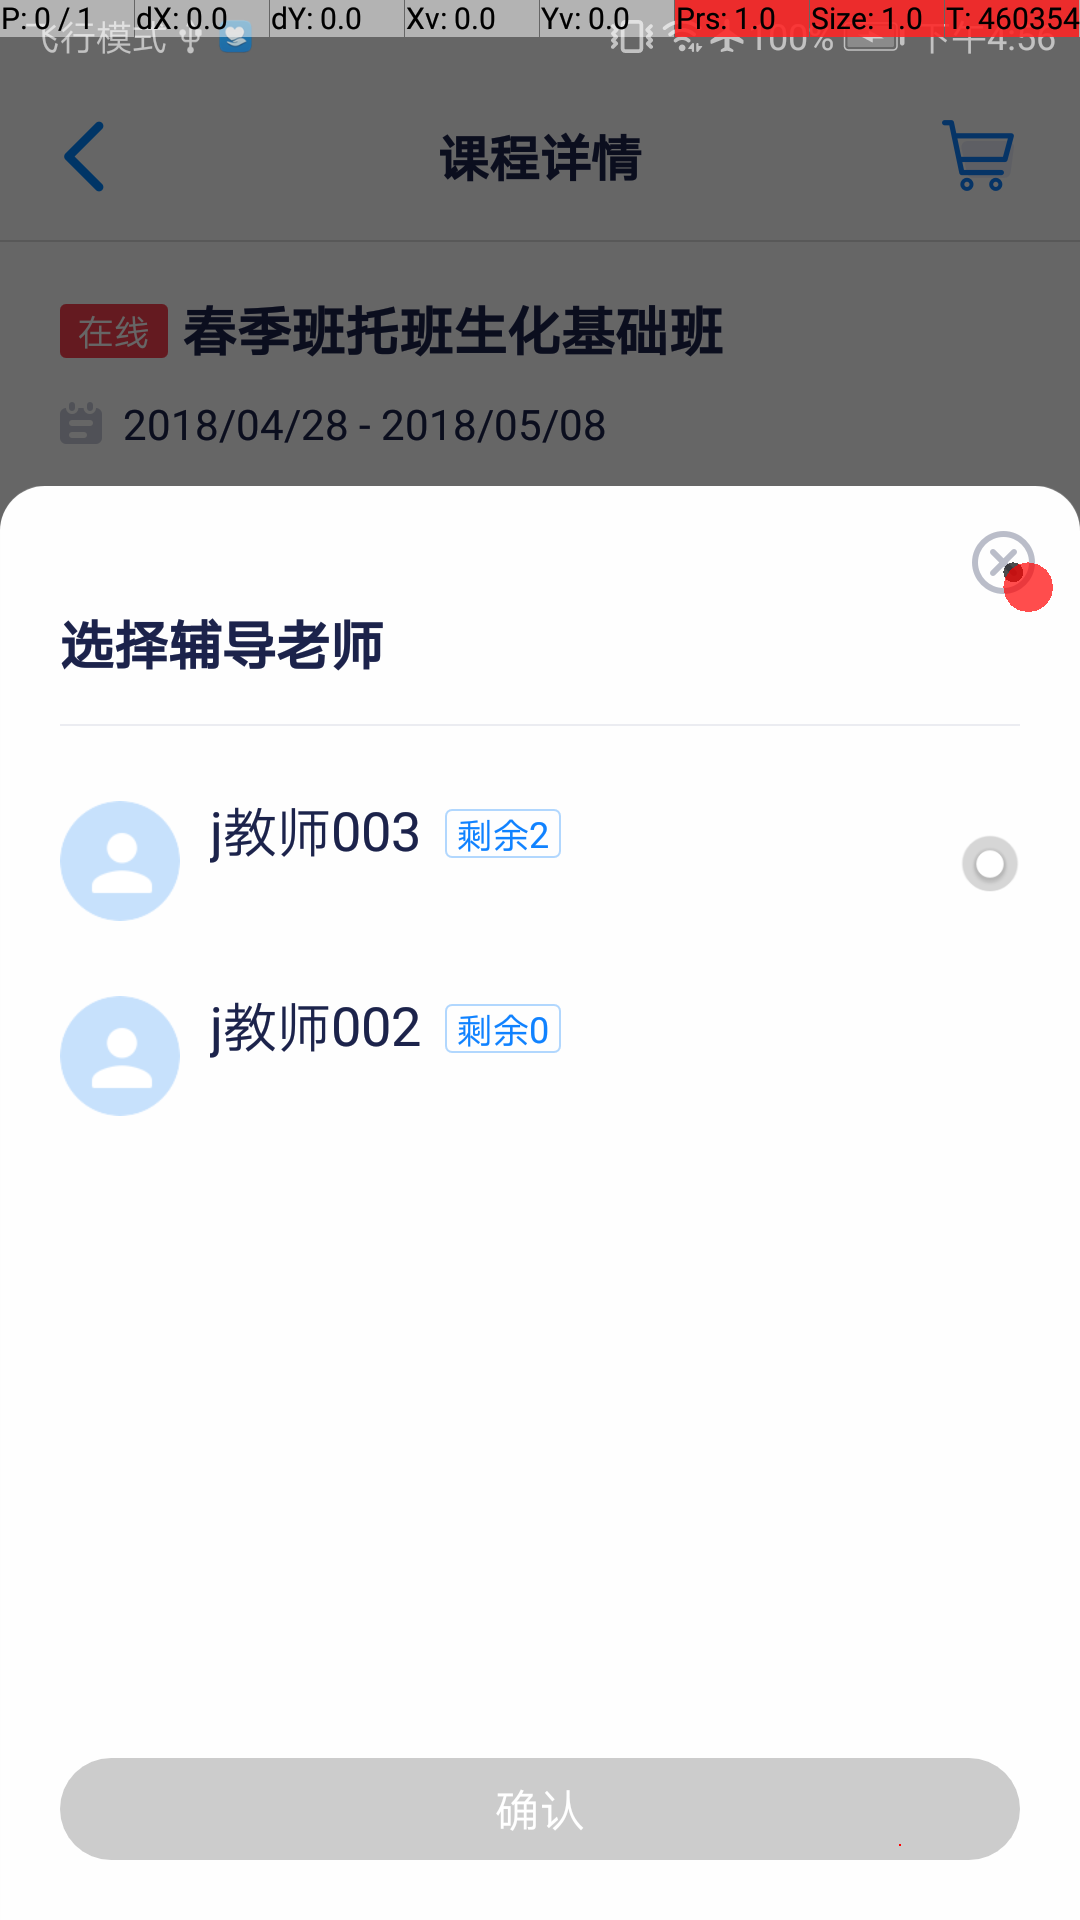 P: 0 / 1 dX: 0.0 dY: 0.0 Xv: 0.0 Yv: 0.0 Prs: 1.0 Size: 1.0 T: 460354
飞行模式 100% 下午4:56
课程详情
在线 春季班托班生化基础班
2018/04/28 - 2018/05/08
选择辅导老师
j教师003 剩余2
j教师002 剩余0
确认